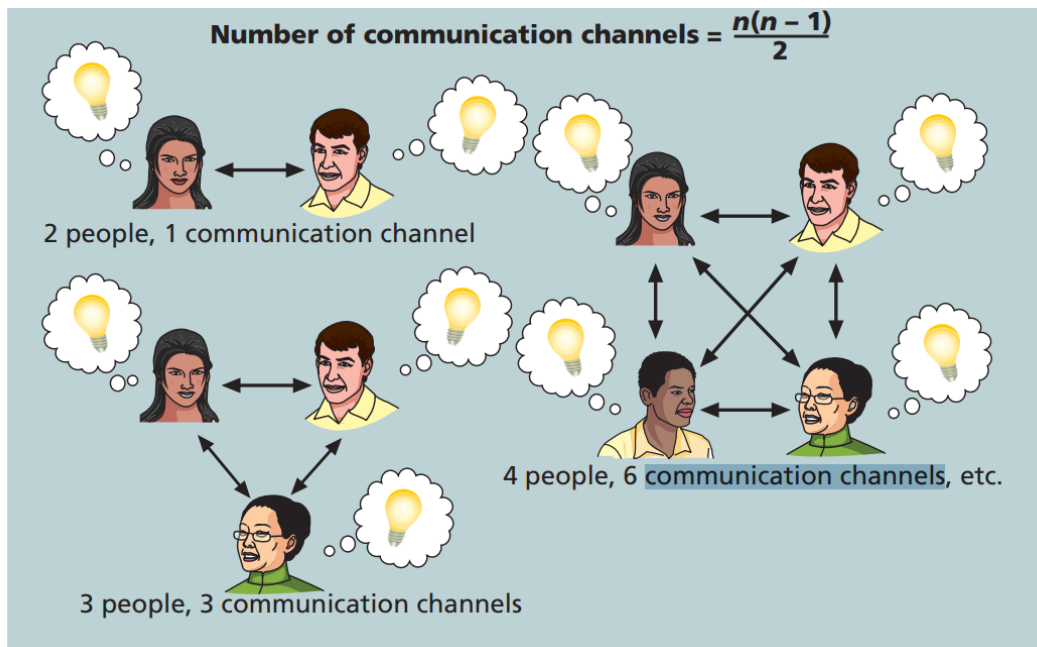 Number of communication channels = n(n – 1)/2
2 people, 1 communication channel
3 people, 3 communication channels
4 people, 6 communication channels, etc.